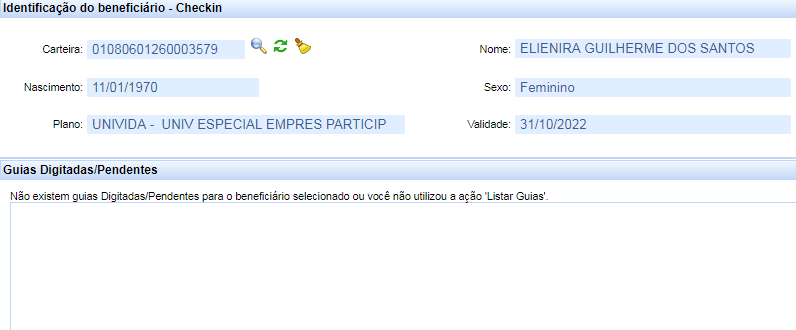 Identificação do beneficiário - Checkin
Carteira: 01080601260003579 Nome: ELIENIRA GUILHERME DOS SANTOS
Nascimento: 11/01/1970 Sexo: Feminino
Plano: UNIVIDA - UNIV ESPECIAL EMPRES PARTICIP Validade: 31/10/2022
Guias Digitadas/Pendentes
Não existem guias Digitadas/Pendentes para o beneficiário selecionado ou você não utilizou a ação 'Listar Guias'.